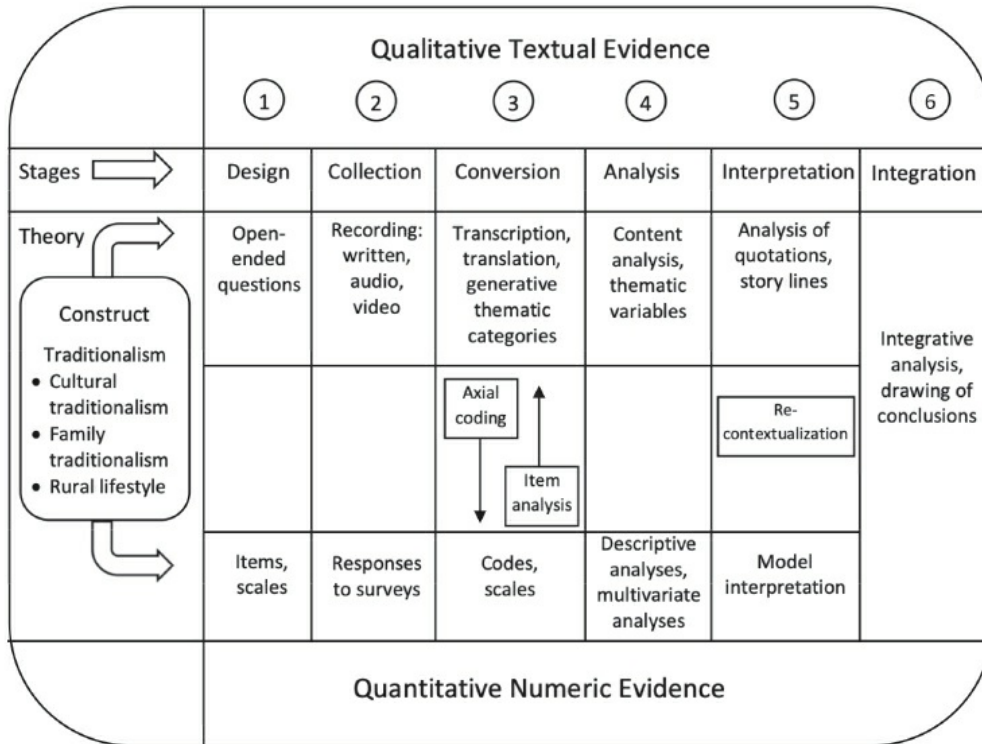 Qualitative Textual Evidence
1 2 3 4 5 6
Stages
Design
Collection
Conversion
Analysis
Interpretation
Integration
Theory
Construct
Traditionalism
• Cultural
traditionalism
• Family
traditionalism
• Rural lifestyle
Open-
ended
questions
Recording:
written,
audio,
video
Transcription,
translation,
generative
thematic
categories
Content
analysis,
thematic
variables
Analysis of
quotations,
story lines
Integrative
analysis,
drawing of
conclusions
Axial
coding
Item
analysis
Re-
contextualization
Items,
scales
Responses
to surveys
Codes,
scales
Descriptive
analyses,
multivariate
analyses
Model
interpretation
Quantitative Numeric Evidence